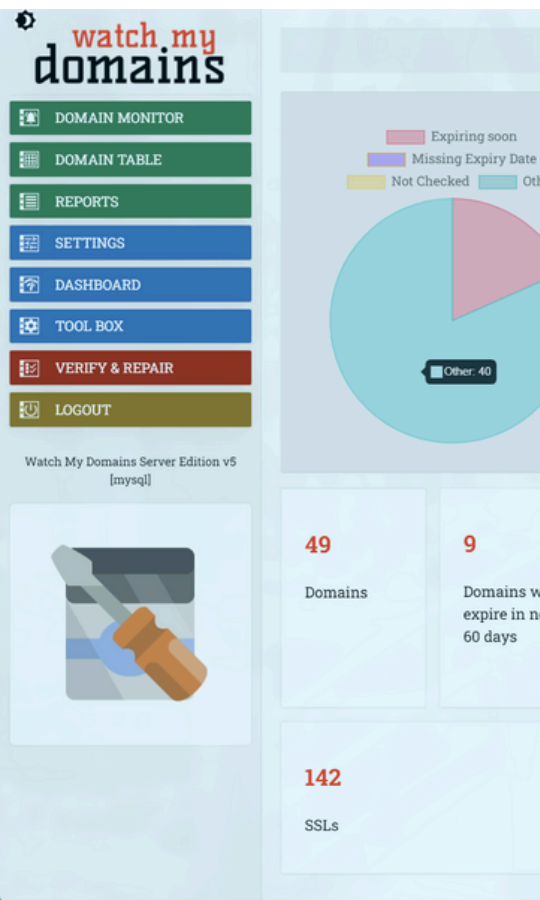 watch my
domains
DOMAIN MONITOR
DOMAIN TABLE
REPORTS
SETTINGS
DASHBOARD
TOOL BOX
VERIFY & REPAIR
LOGOUT
Watch My Domains Server Edition v5
[mysql]
Expiring soon
Missing Expiry Date
Not Checked
Other: 40
49
Domains
9
Domains
expire in
60 days
142
SSLs